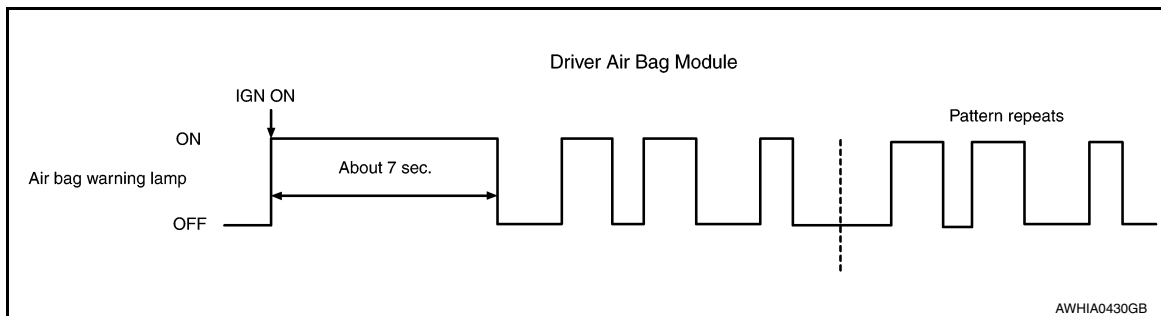 Driver Air Bag Module
IGN ON
Pattern repeats
ON
About 7 sec.
Air bag warning lamp
OFF
AWHIA0430GB